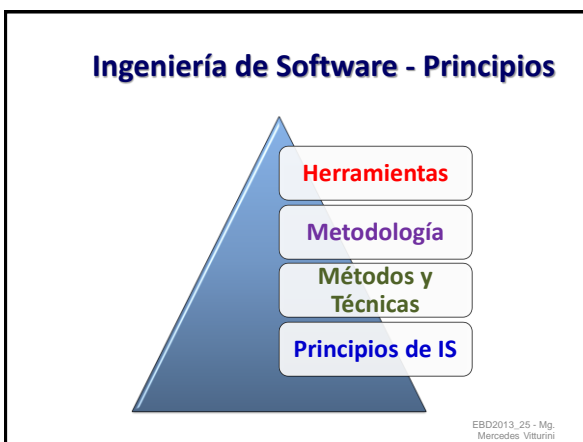 Ingeniería de Software - Principios
Herramientas
Metodología
Métodos y
Técnicas
Principios de IS
EBD2013_25 - Mg.
Mercedes Vitturini